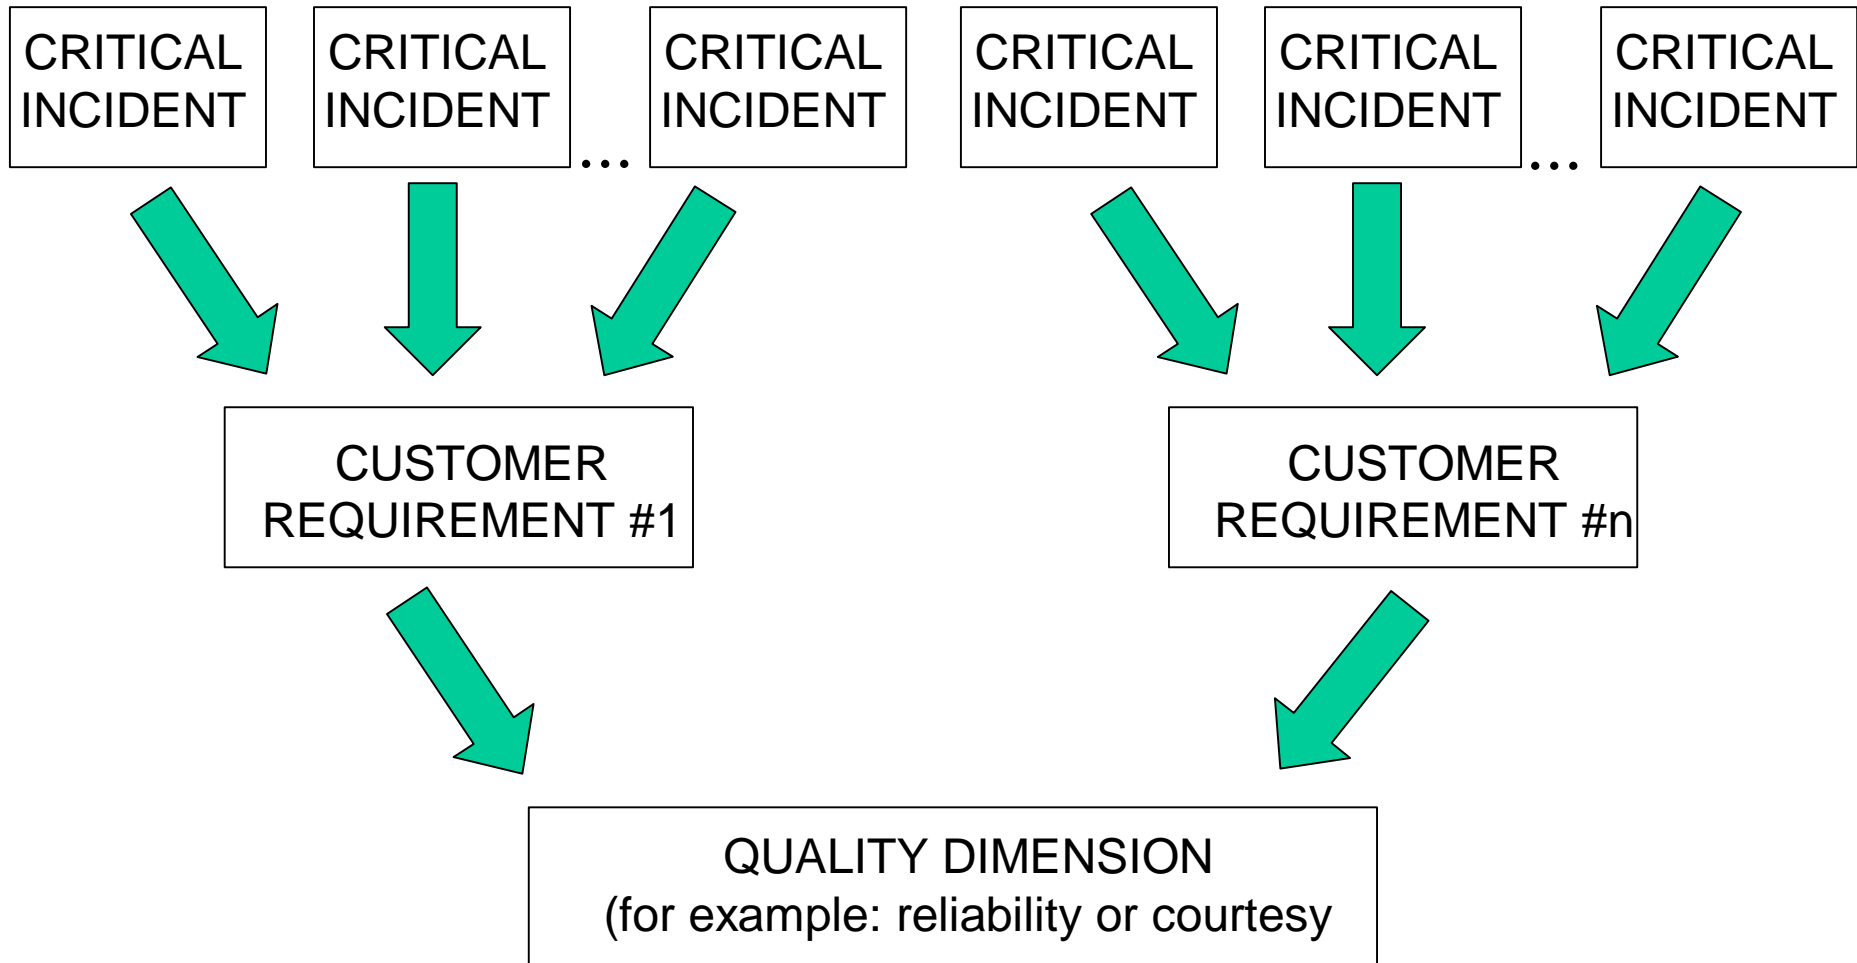 CRITICAL
INCIDENT
CRITICAL
INCIDENT
...
CRITICAL
INCIDENT
CRITICAL
INCIDENT
CRITICAL
INCIDENT
...
CRITICAL
INCIDENT
CUSTOMER
REQUIREMENT #1
CUSTOMER
REQUIREMENT #n
QUALITY DIMENSION
(for example: reliability or courtesy